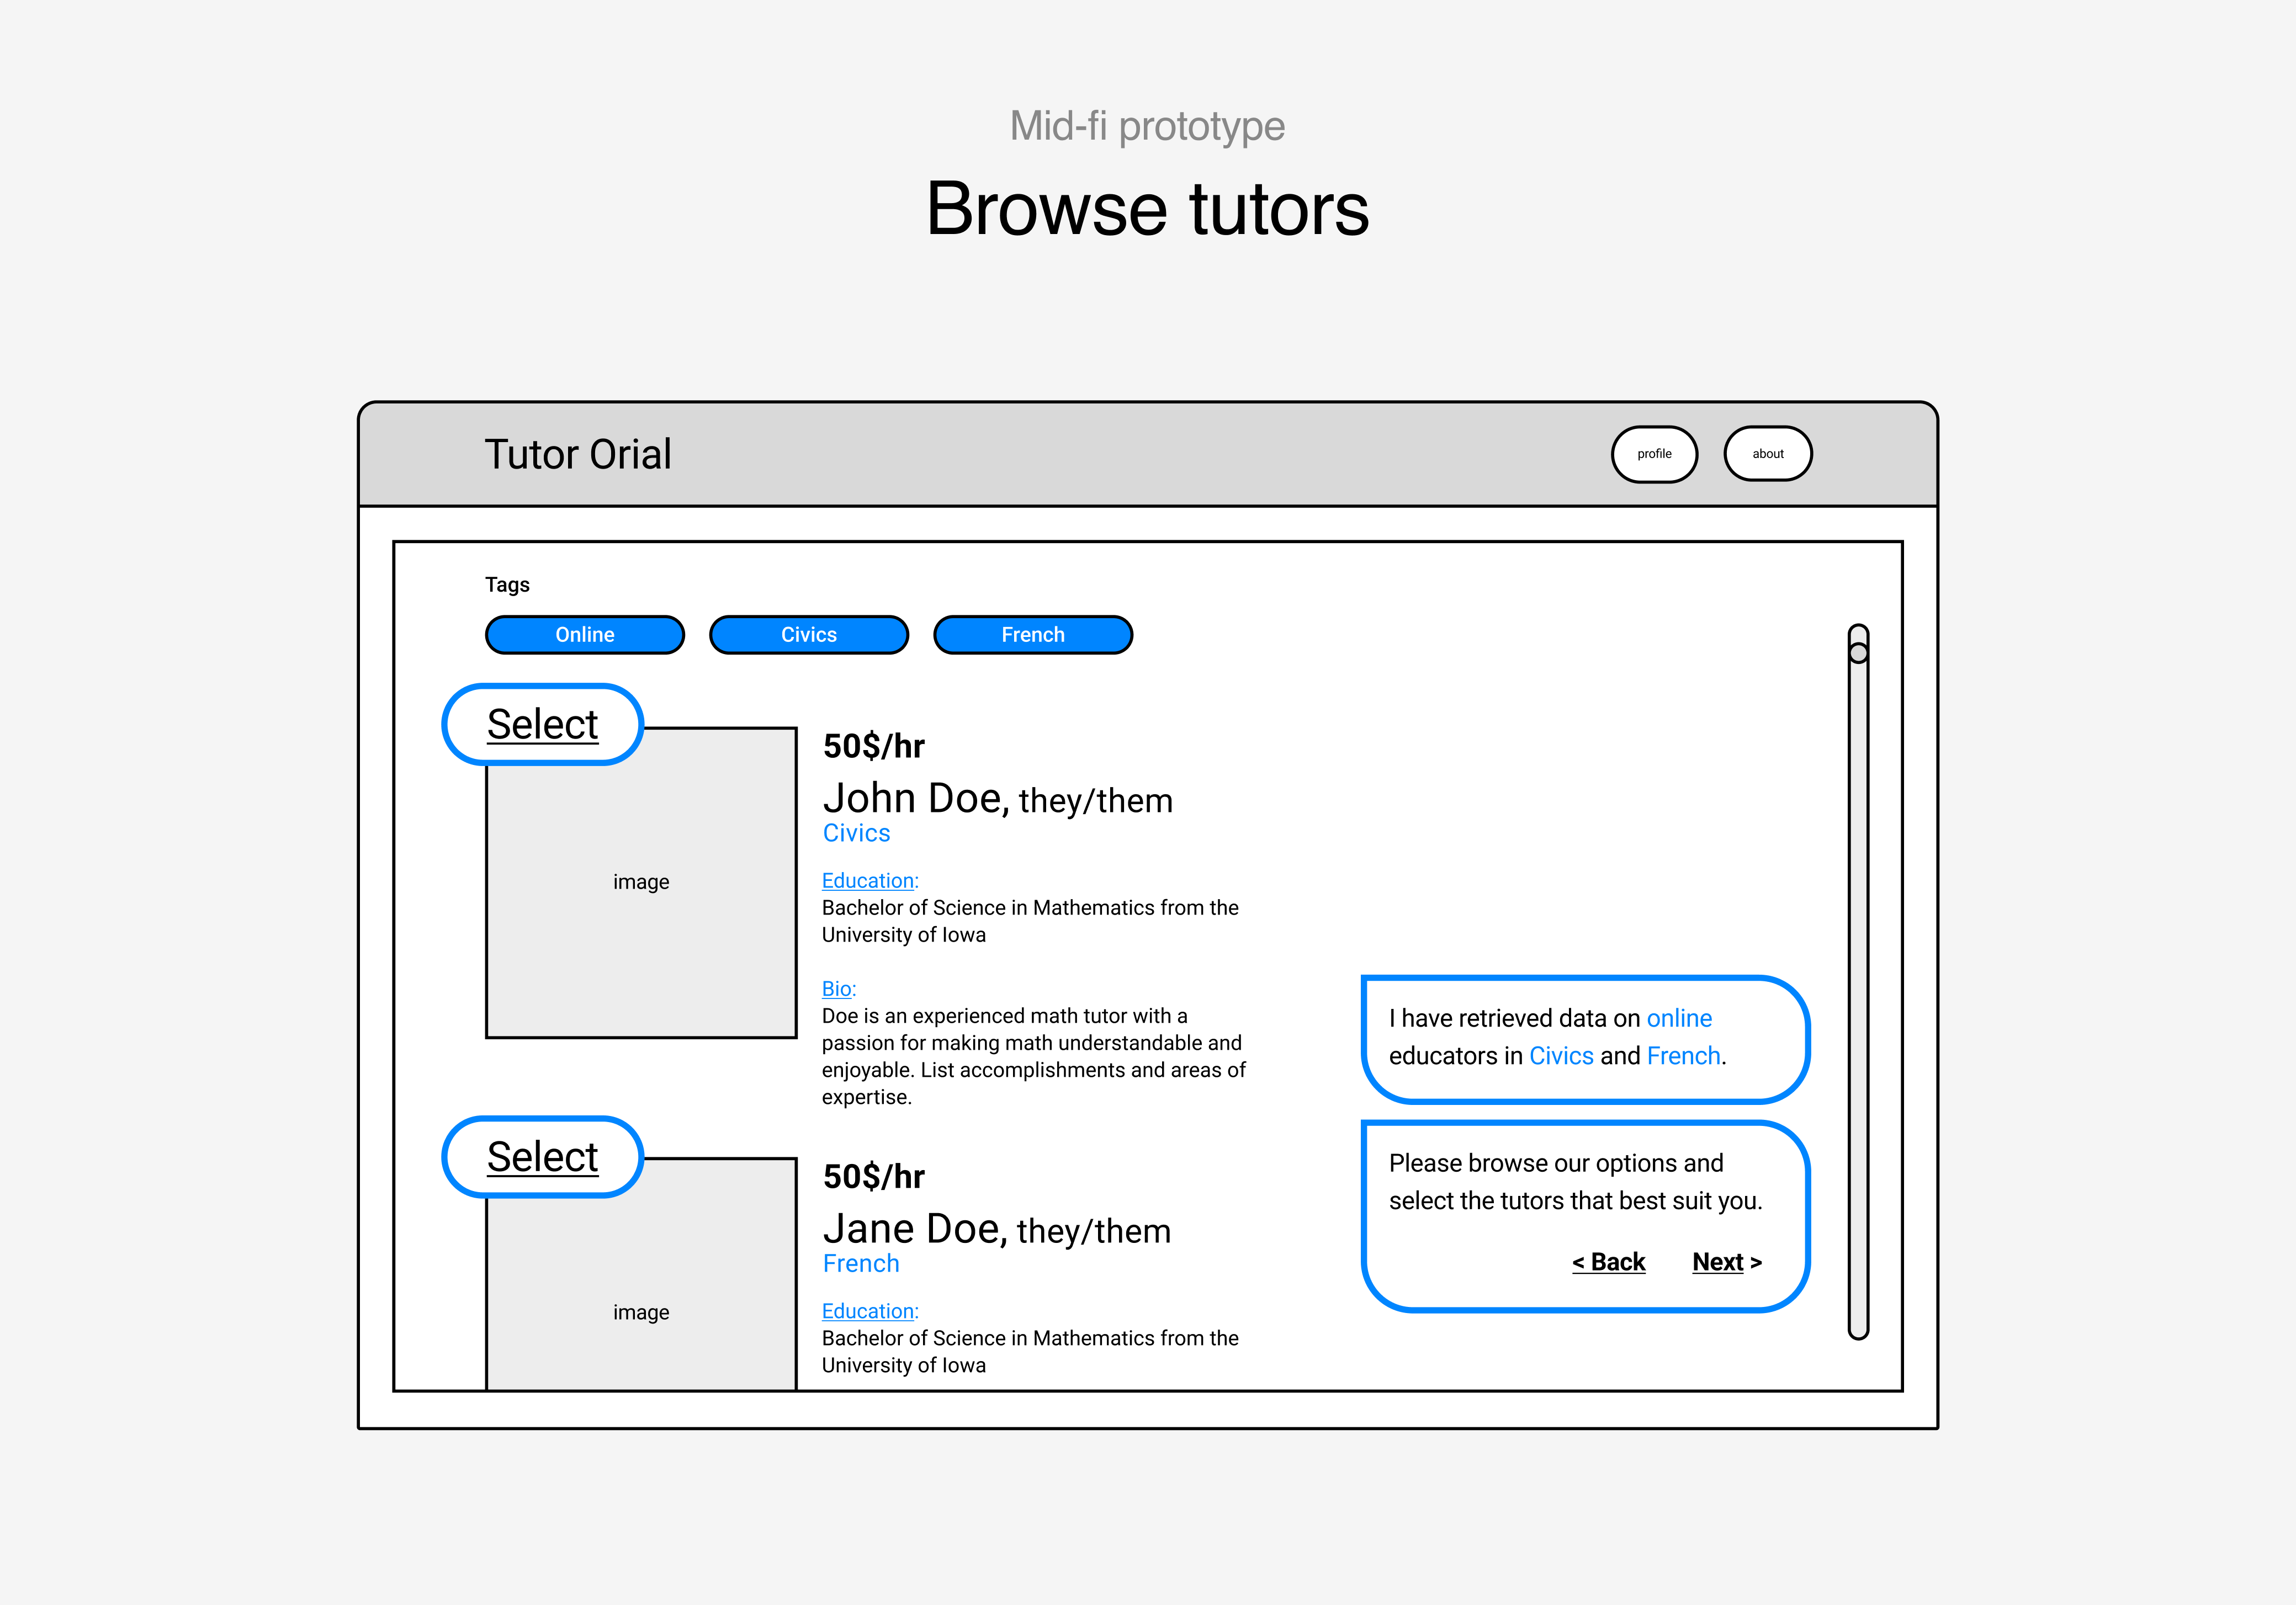 Mid-fi prototype
Browse tutors
Tutor Orial
profile
about
Tags
Online
Civics
French
Select
image
50$/hr
John Doe, they/them
Civics
Education:
Bachelor of Science in Mathematics from the
University of Iowa
Bio:
Doe is an experienced math tutor with a
passion for making math understandable and
enjoyable. List accomplishments and areas of
expertise.
Select
image
50$/hr
Jane Doe, they/them
French
Education:
Bachelor of Science in Mathematics from the
University of Iowa
I have retrieved data on online
educators in Civics and French.
Please browse our options and
select the tutors that best suit you.
< Back
Next >